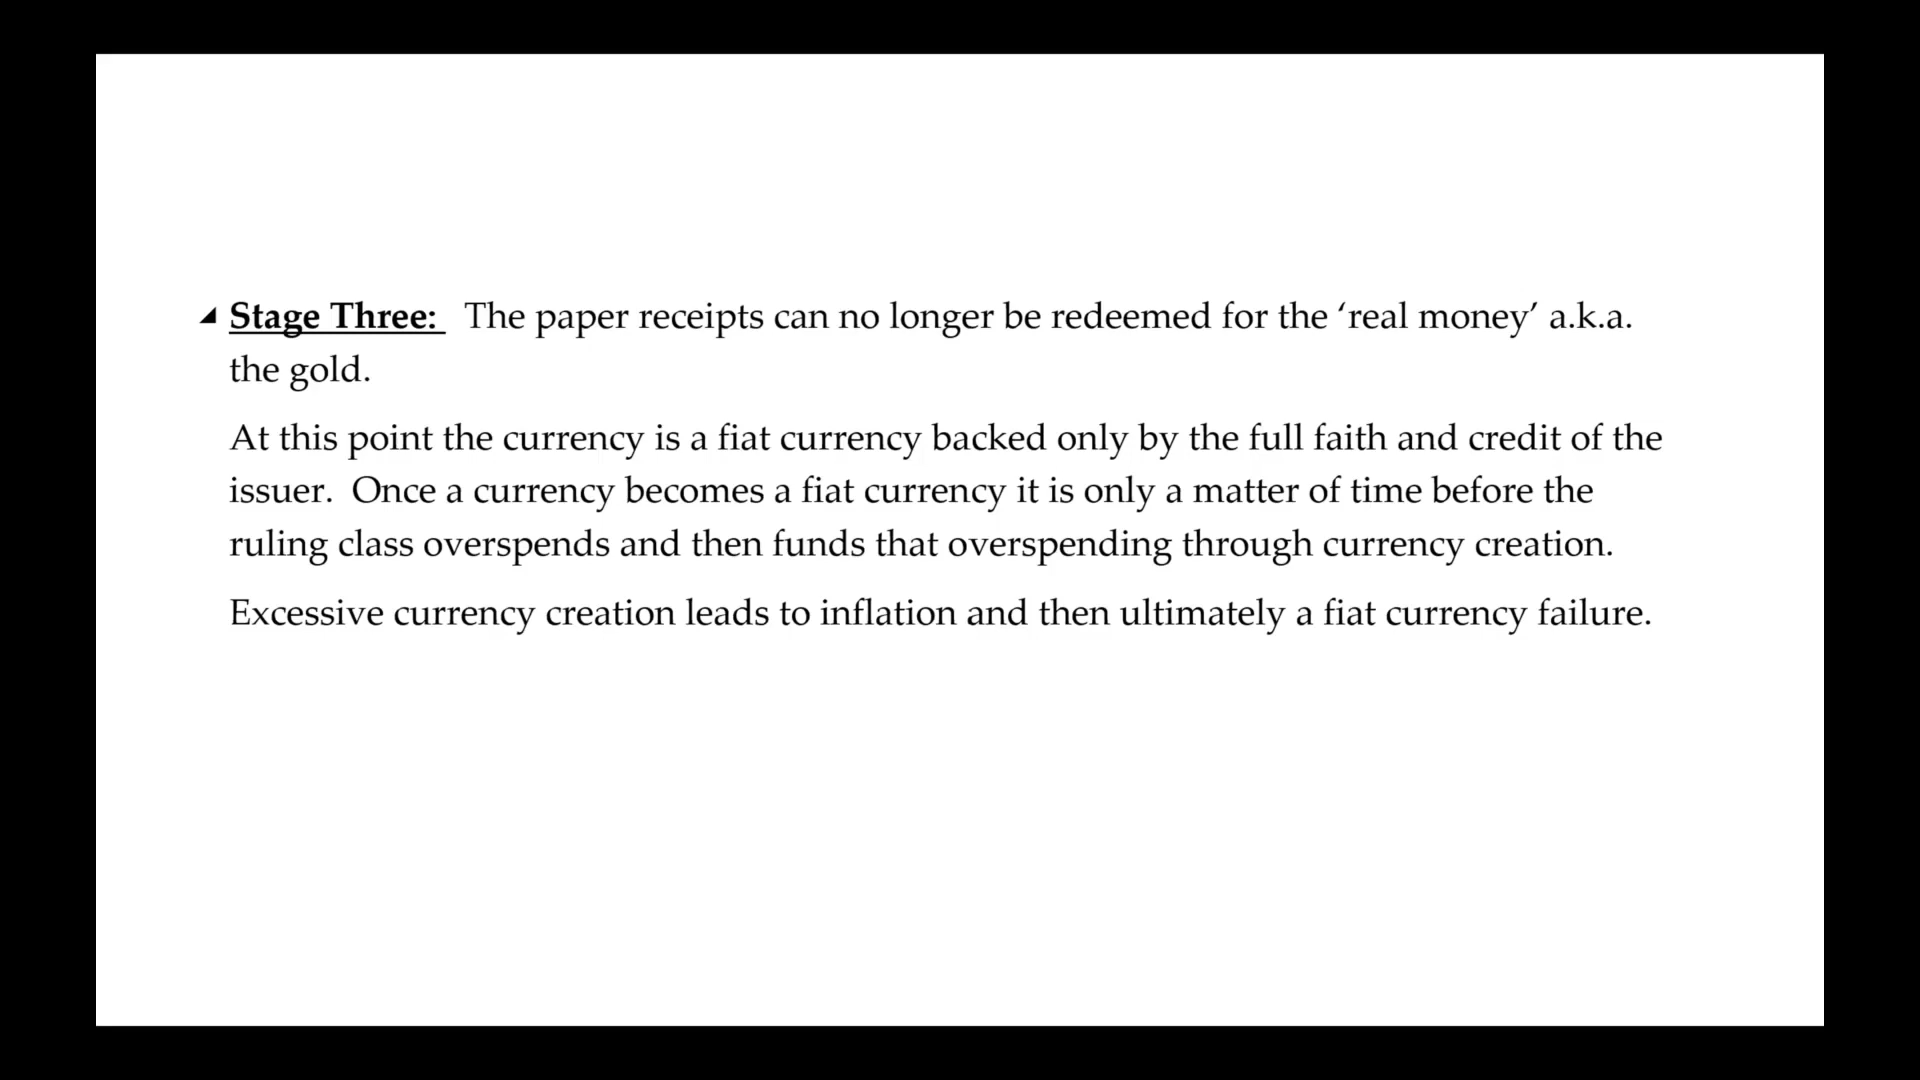 Stage Three: The paper receipts can no longer be redeemed for the ‘real money’ a.k.a.
the gold.
At this point the currency is a fiat currency backed only by the full faith and credit of the
issuer. Once a currency becomes a fiat currency it is only a matter of time before the
ruling class overspends and then funds that overspending through currency creation.
Excessive currency creation leads to inflation and then ultimately a fiat currency failure.